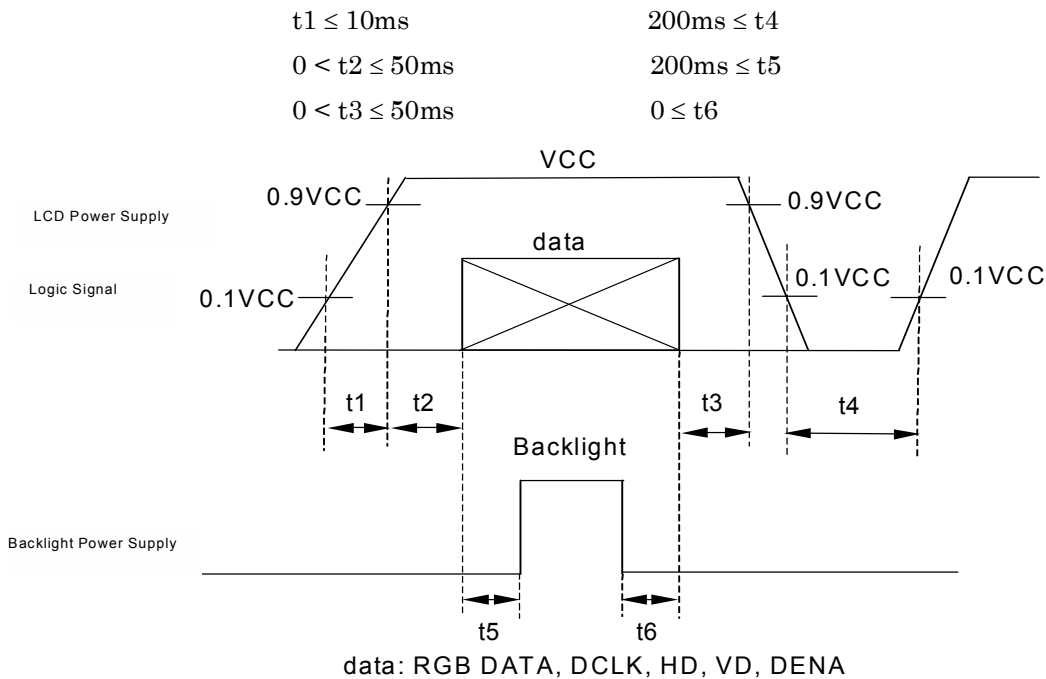 t1 ≤ 10ms 200ms ≤ t4
0 < t2 ≤ 50ms 200ms ≤ t5
0 < t3 ≤ 50ms 0 ≤ t6
VCC
0.9VCC 0.9VCC
LCD Power Supply
data
Logic Signal
0.1VCC 0.1VCC 0.1VCC
t1 t2 t3 t4
Backlight
Backlight Power Supply
t5 t6
data: RGB DATA, DCLK, HD, VD, DENA